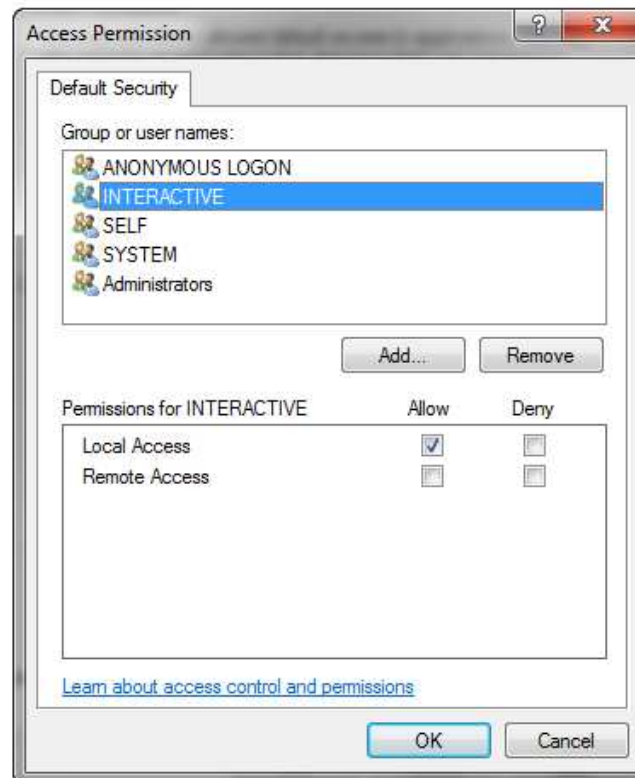 Access Permission
Default Security
Group or user names:
ANONYMOUS LOGON
INTERACTIVE
SELF
SYSTEM
Administrators
Add... Remove
Permissions for INTERACTIVE Allow Deny
Local Access
Remote Access
Learn about access control and permissions
OK Cancel